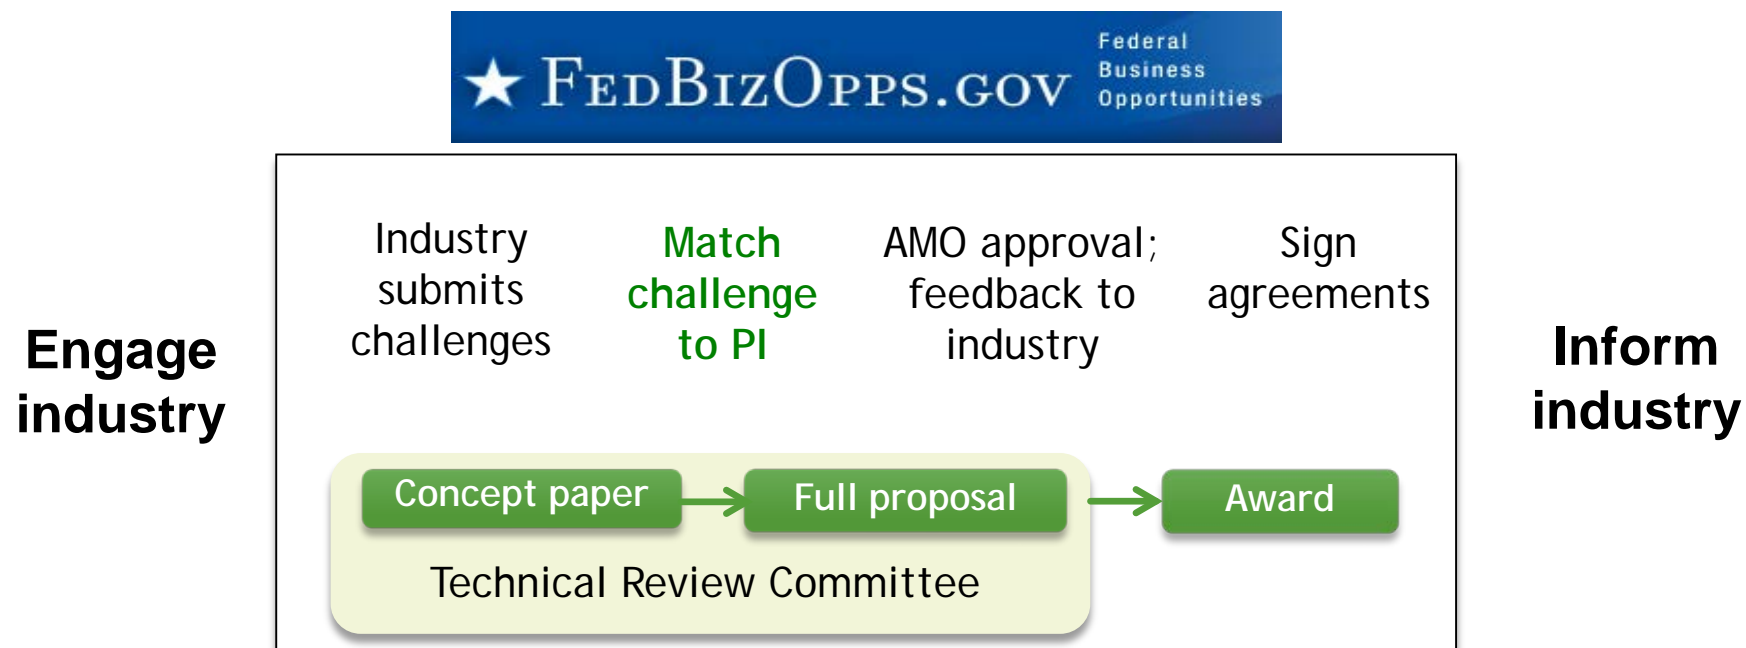 ★ FedBizOpps.gov
Federal
Business
Opportunities
Engage
industry
Industry
submits
challenges
Match
challenge
to PI
AMO approval;
feedback to
industry
Sign
agreements
Inform
industry
Concept paper
Full proposal
Award
Technical Review Committee